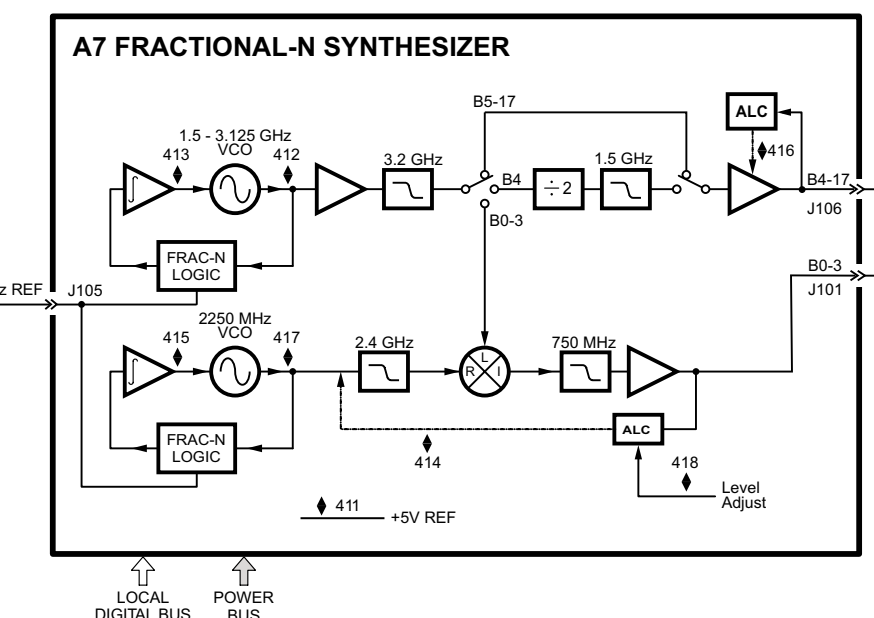 A7 FRACTIONAL-N SYNTHESIZER
B5-17
ALC
1.5 - 3.125 GHz
VCO
413
412
3.2 GHz
B4
÷ 2
1.5 GHz
416
B4-17
J106
B0-3
FRAC-N
LOGIC
z REF
J105
B0-3
J101
2250 MHz
VCO
415
417
2.4 GHz
L
R
I
750 MHz
FRAC-N
LOGIC
ALC
414
418
Level
Adjust
411
+5V REF
LOCAL
DIGITAL BUS
POWER
BUS